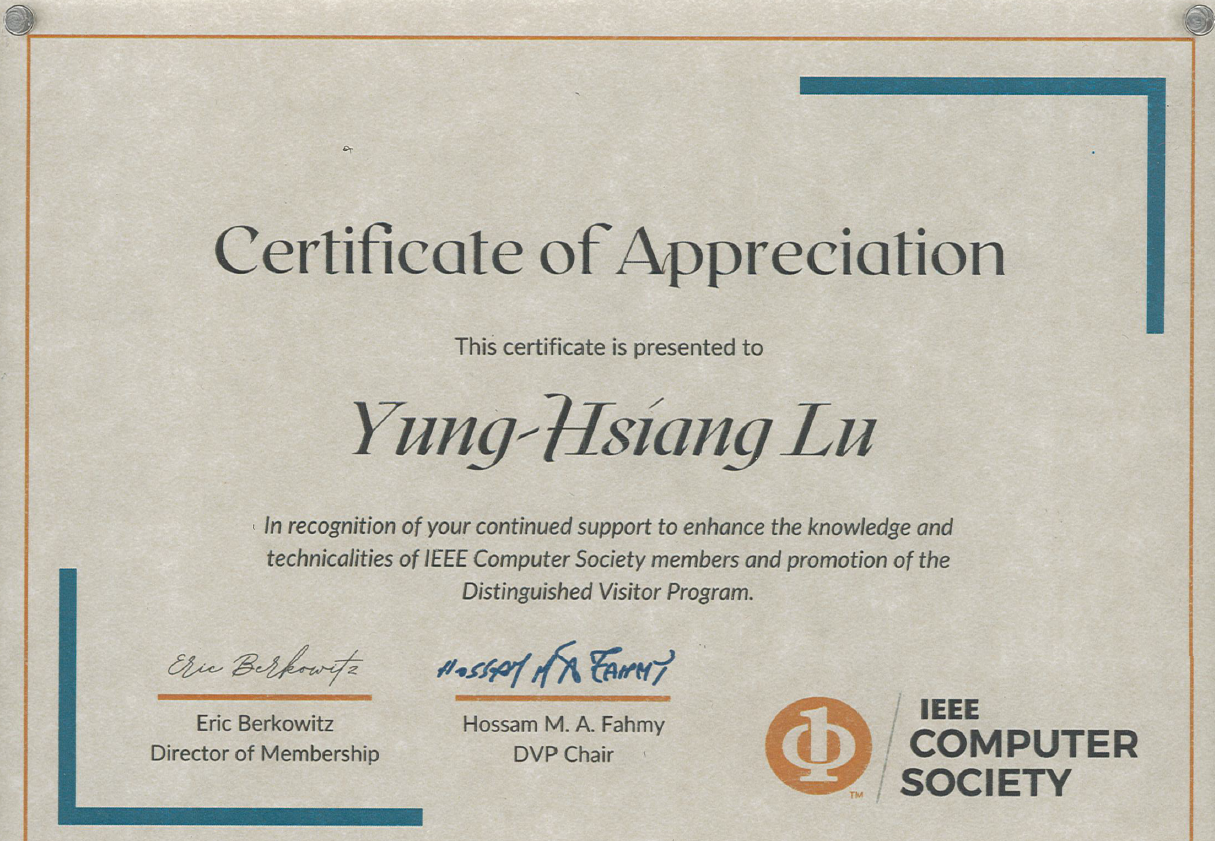 Certificate of Appreciation
This certificate is presented to
Yung-Hsiang Lu
In recognition of your continued support to enhance the knowledge and
technicalities of IEEE Computer Society members and promotion of the
Distinguished Visitor Program.
Eric Berkowitz
Eric Berkowitz
Director of Membership
HOSSAM M A FAHMY
Hossam M. A. Fahmy
DVP Chair
IEEE
COMPUTER
SOCIETY
TM